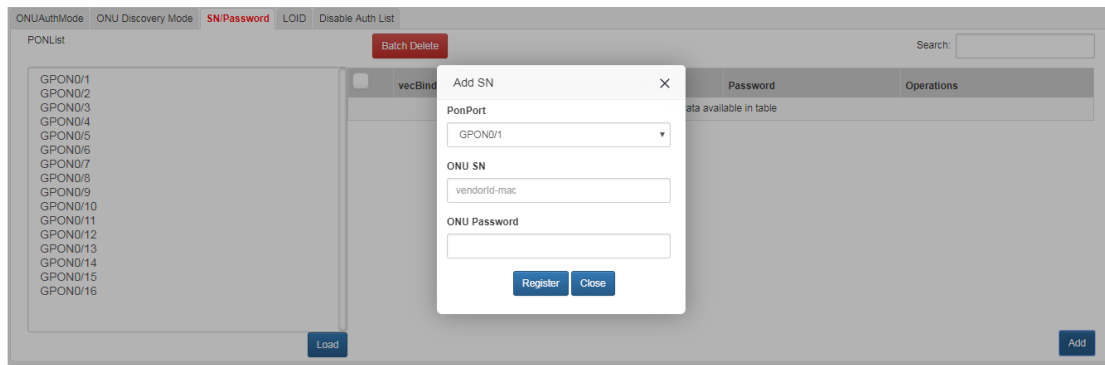 ONUAuthMode ONU Discovery Mode SN/Password LOID Disable Auth List
PONList
Batch Delete
Search:
GPON0/1
GPON0/2
GPON0/3
GPON0/4
GPON0/5
GPON0/6
GPON0/7
GPON0/8
GPON0/9
GPON0/10
GPON0/11
GPON0/12
GPON0/13
GPON0/14
GPON0/15
GPON0/16
Load
vecBind Password Operations
ata available in table
Add SN
PonPort
GPON0/1
ONU SN
vendorId-mac
ONU Password
Register Close
Add